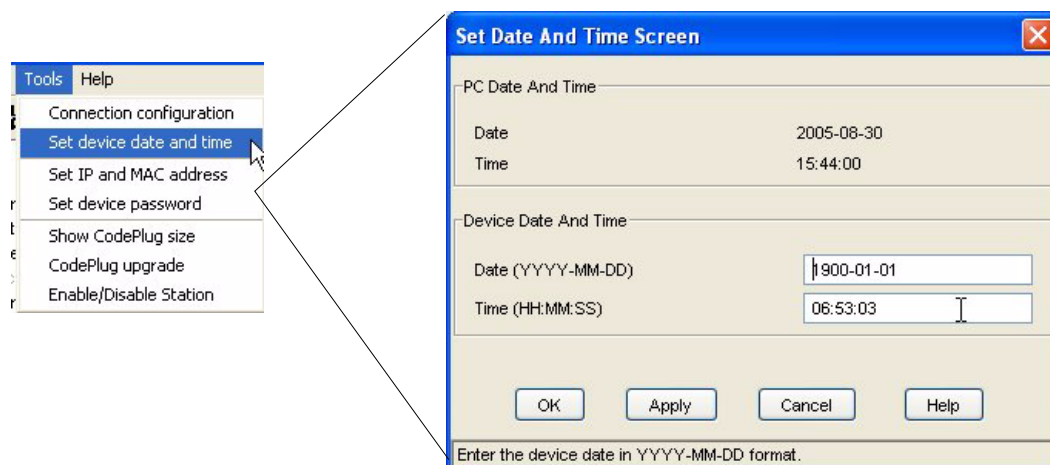 Tools Help
Connection configuration
Set device date and time
Set IP and MAC address
Set device password
Show CodePlug size
CodePlug upgrade
Enable/Disable Station
Set Date And Time Screen
PC Date And Time
Date 2005-08-30
Time 15:44:00
Device Date And Time
Date (YYYY-MM-DD) 1900-01-01
Time (HH:MM:SS) 06:53:03
OK Apply Cancel Help
Enter the device date in YYYY-MM-DD format.